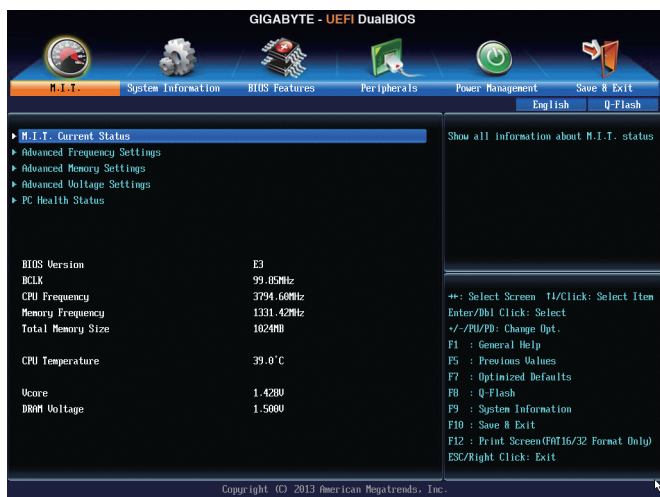 GIGABYTE - UEFI DualBIOS
M.I.T. System Information BIOS Features Peripherals Power Management Save & Exit
English Q-Flash
M.I.T. Current Status
Show all information about M.I.T. status
Advanced Frequency Settings
Advanced Memory Settings
Advanced Voltage Settings
PC Health Status
BIOS Version E3
BCLK 99.85MHz
CPU Frequency 3794.60MHz
Memory Frequency 1331.42MHz
Total Memory Size 1024MB
CPU Temperature 39.0°C
Vcore 1.428V
DRAM Voltage 1.500V
→←: Select Screen ↑↓/Click: Select Item
Enter/Dbl Click: Select
+/-/PU/PD: Change Opt.
F1 : General Help
F5 : Previous Values
F7 : Optimized Defaults
F8 : Q-Flash
F9 : System Information
F10 : Save & Exit
F12 : Print Screen(FAT16/32 Format Only)
ESC/Right Click: Exit
Copyright (C) 2013 American Megatrends, Inc.